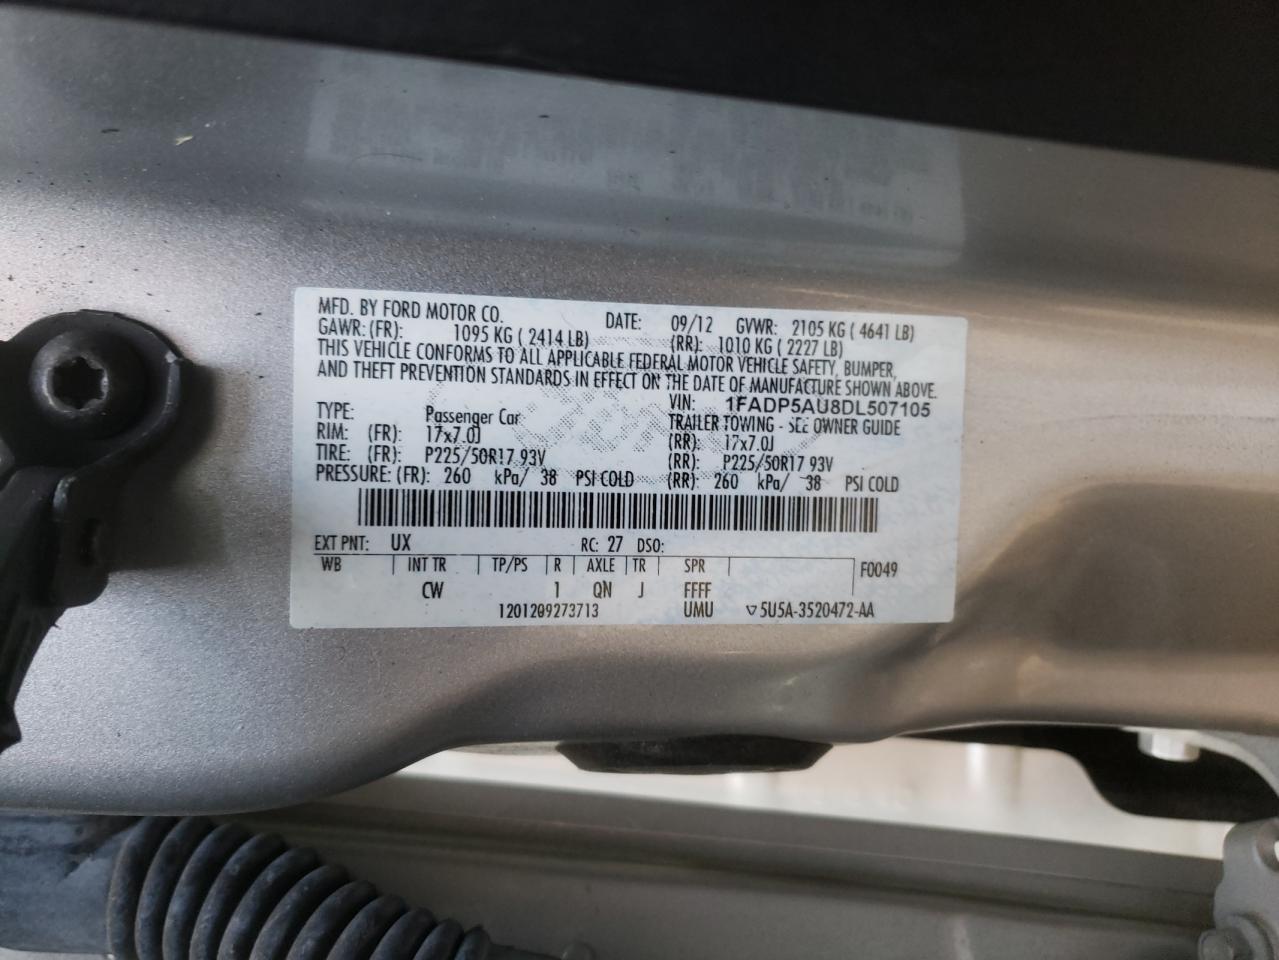 MFD. BY FORD MOTOR CO. DATE: 09/12 GVWR: 2105 KG ( 4641 LB)
GAWR: (FR): 1095 KG ( 2414 LB) (RR): 1010 KG ( 2227 LB)
THIS VEHICLE CONFORMS TO ALL APPLICABLE FEDERAL MOTOR VEHICLE SAFETY, BUMPER,
AND THEFT PREVENTION STANDARDS IN EFFECT ON THE DATE OF MANUFACTURE SHOWN ABOVE.
VIN: 1FADP5AU8DL507105
TYPE: Passenger Car TRAILER TOWING - SEE OWNER GUIDE
RIM: (FR): 17x7.0J (RR): 17x7.0J
TIRE: (FR): P225/50R17 93V (RR): P225/50R17 93V
PRESSURE: (FR): 260 kPa/ 38 PSI COLD (RR): 260 kPa/ 38 PSI COLD
EXT PNT: UX RC: 27 DSO:
WB INT TR TP/PS R AXLE TR SPR F0049
CW 1 QN J FFFF
1201209273713 UMU ▽5U5A-3520472-AA